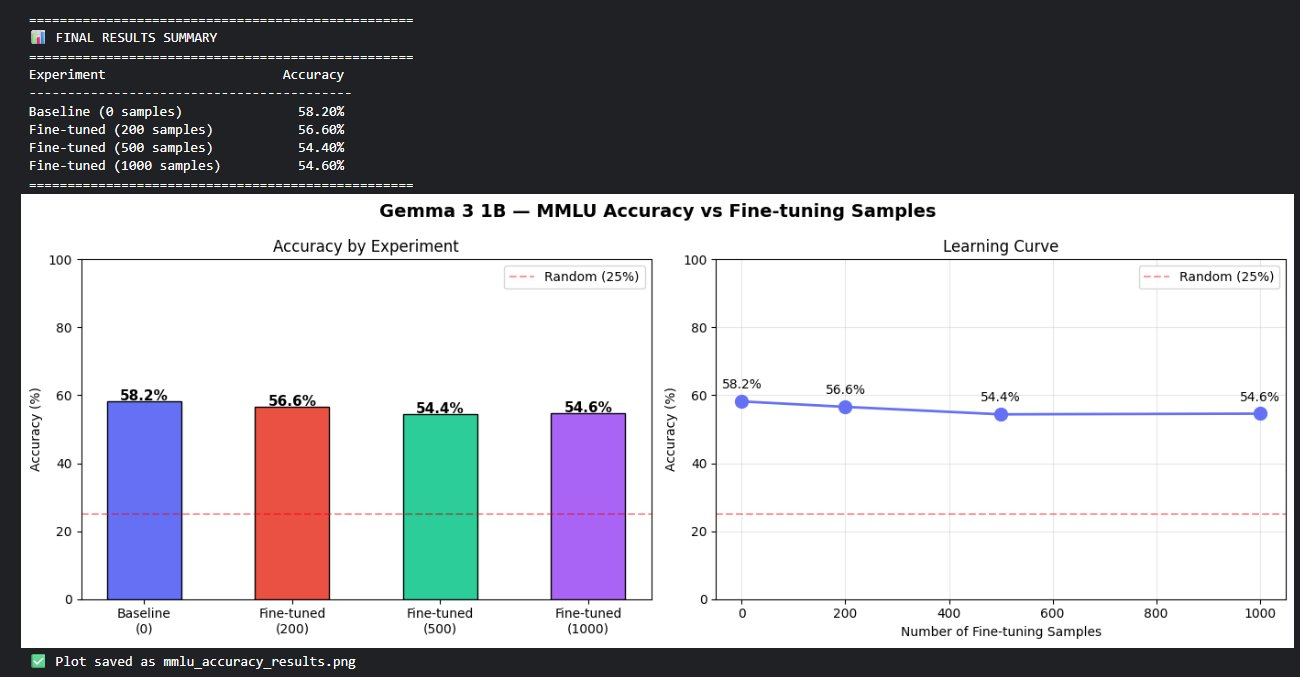 ==================================================
📊 FINAL RESULTS SUMMARY
==================================================
Experiment Accuracy
------------------------------------------
Baseline (0 samples) 58.20%
Fine-tuned (200 samples) 56.60%
Fine-tuned (500 samples) 54.40%
Fine-tuned (1000 samples) 54.60%
==================================================
Gemma 3 1B — MMLU Accuracy vs Fine-tuning Samples
Accuracy by Experiment
Random (25%)
Accuracy (%)
100
80
60
40
20
0
58.2%
56.6%
54.4%
54.6%
Baseline
(0)
Fine-tuned
(200)
Fine-tuned
(500)
Fine-tuned
(1000)
Learning Curve
Random (25%)
Accuracy (%)
100
80
60
40
20
0
58.2%
56.6%
54.4%
54.6%
0 200 400 600 800 1000
Number of Fine-tuning Samples
✅ Plot saved as mmlu_accuracy_results.png